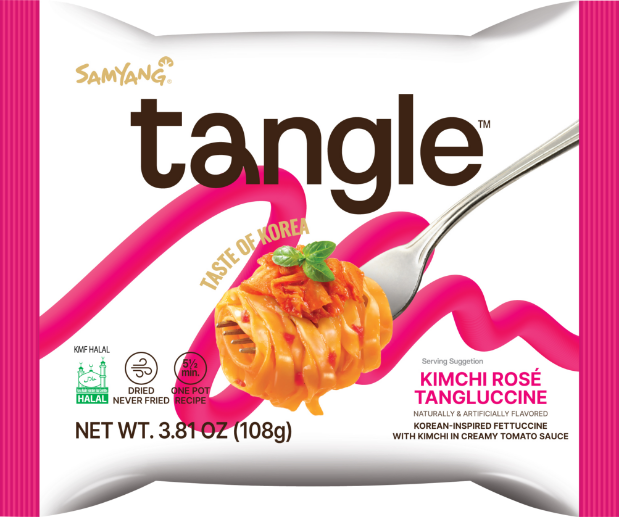 SAMYANG®
tangle™
TASTE OF KOREA
KMF HALAL
HALAL
DRIED
NEVER FRIED
5½
min.
ONE POT
RECIPE
NET WT. 3.81 OZ (108g)
Serving Suggetion
KIMCHI ROSÉ
TANGLUCCINE
NATURALLY & ARTIFICIALLY FLAVORED
KOREAN-INSPIRED FETTUCCINE
WITH KIMCHI IN CREAMY TOMATO SAUCE